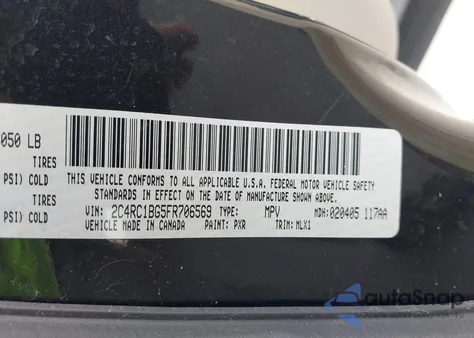 050 LB
TIRES
PSI) COLD
TIRES
PSI) COLD
THIS VEHICLE CONFORMS TO ALL APPLICABLE U.S.A. FEDERAL MOTOR VEHICLE SAFETY
STANDARDS IN EFFECT ON THE DATE OF MANUFACTURE SHOWN ABOVE.
VIN: 2C4RC1BG5FR706569 TYPE: MPV MDH:020405 117AA
VEHICLE MADE IN CANADA PAINT: PXR TRIM: MLX1
autoSnap